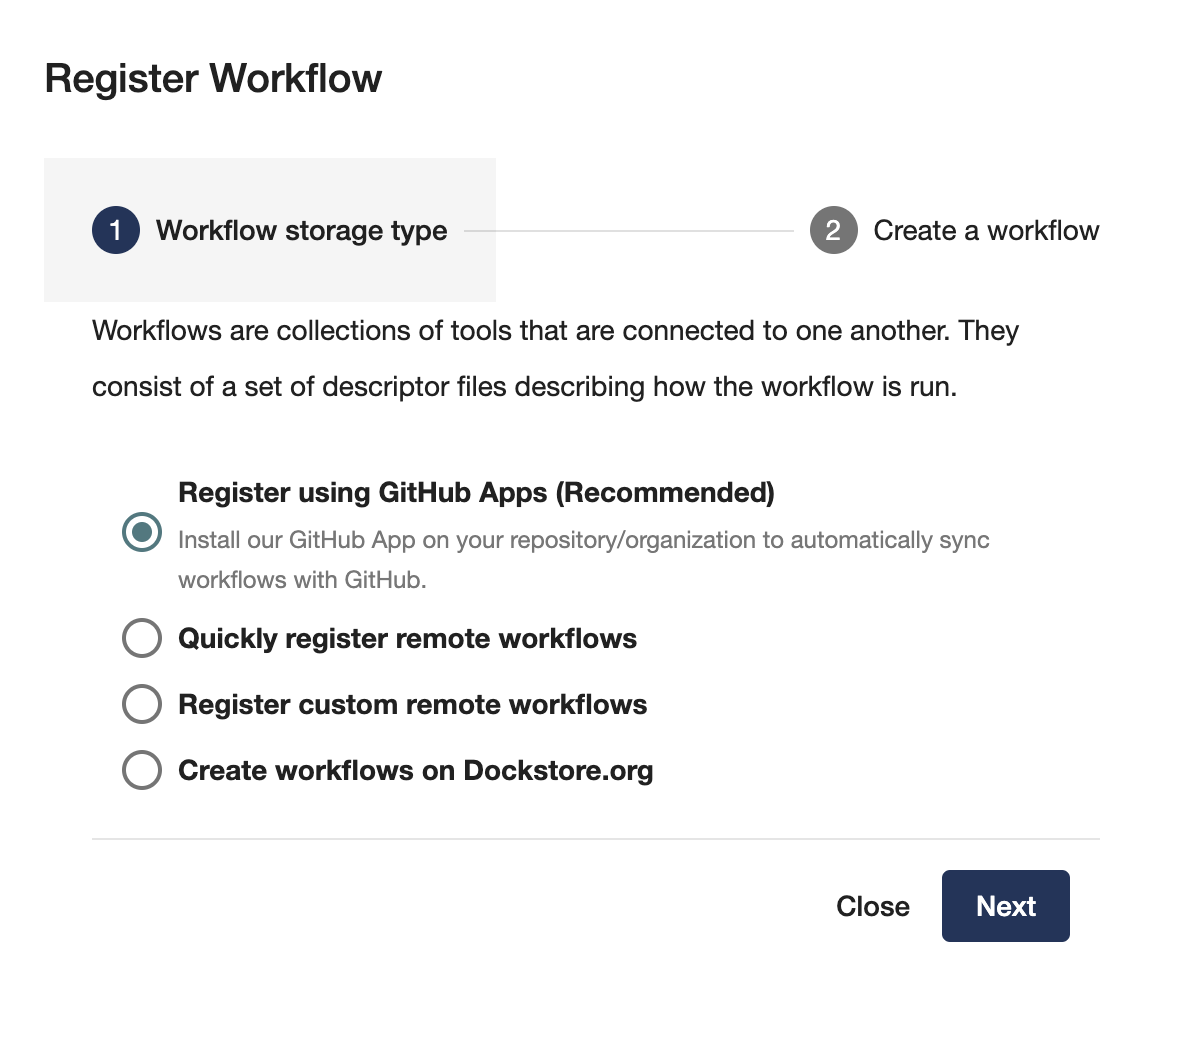 Register Workflow
1 Workflow storage type
2 Create a workflow
Workflows are collections of tools that are connected to one another. They
consist of a set of descriptor files describing how the workflow is run.
Register using GitHub Apps (Recommended)
Install our GitHub App on your repository/organization to automatically sync
workflows with GitHub.
Quickly register remote workflows
Register custom remote workflows
Create workflows on Dockstore.org
Close
Next